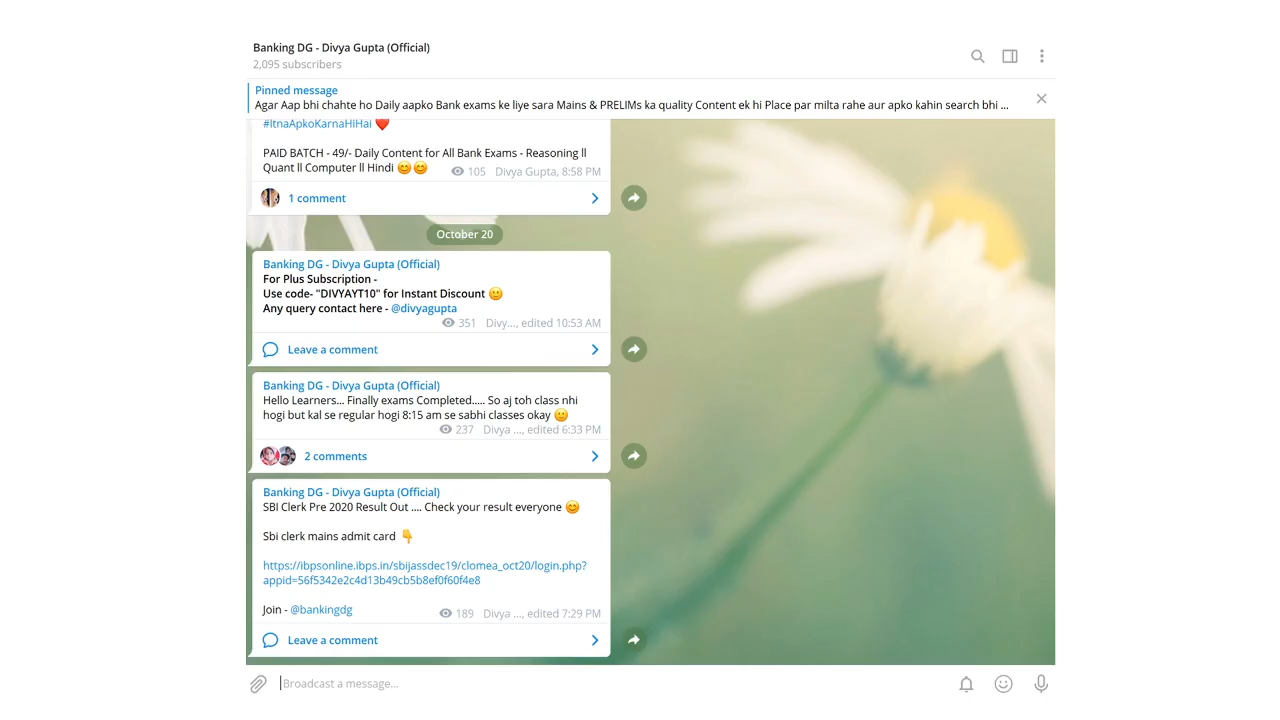 Banking DG - Divya Gupta (Official)
2,095 subscribers
Pinned message
Agar Aap bhi chahte ho Daily aapko Bank exams ke liye sara Mains & PRELIMs ka quality Content ek hi Place par milta rahe aur apko kahin search bhi ...
#ItnaApkoKarnaHiHai ❤️
PAID BATCH - 49/- Daily Content for All Bank Exams - Reasoning ll
Quant ll Computer ll Hindi 😊😊 105 Divya Gupta, 8:58 PM
1 comment
October 20
Banking DG - Divya Gupta (Official)
For Plus Subscription -
Use code- "DIVYAYT10" for Instant Discount 🙂
Any query contact here - @divyagupta
351 Divy..., edited 10:53 AM
Leave a comment
Banking DG - Divya Gupta (Official)
Hello Learners... Finally exams Completed..... So aj toh class nhi
hogi but kal se regular hogi 8:15 am se sabhi classes okay 🙂
237 Divya ..., edited 6:33 PM
2 comments
Banking DG - Divya Gupta (Official)
SBI Clerk Pre 2020 Result Out .... Check your result everyone 😊
Sbi clerk mains admit card 👇
https://ibpsonline.ibps.in/sbijassdec19/clomea_oct20/login.php?
appid=56f5342e2c4d13b49cb5b8ef0f60f4e8
Join - @bankingdg 189 Divya ..., edited 7:29 PM
Leave a comment
Broadcast a message...